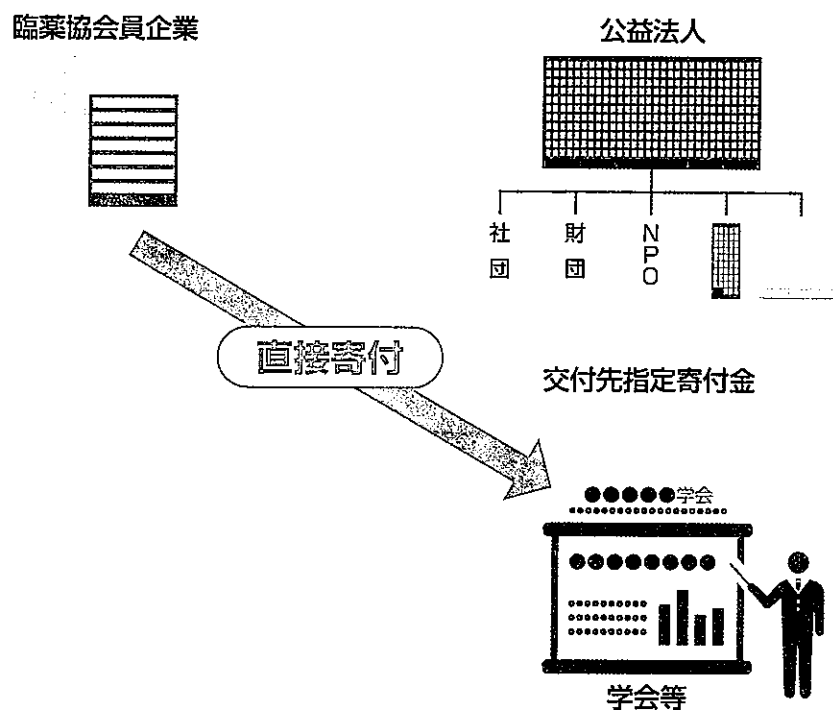 臨薬協会員企業
公益法人
社団
財団
NPO
直接寄付
交付先指定寄付金
●●●●●学会
学会等